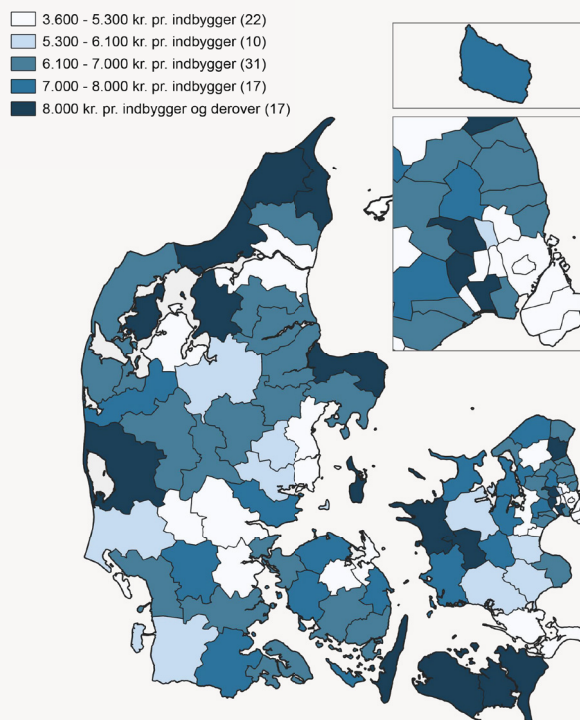 3.600 - 5.300 kr. pr. indbygger (22)
5.300 - 6.100 kr. pr. indbygger (10)
6.100 - 7.000 kr. pr. indbygger (31)
7.000 - 8.000 kr. pr. indbygger (17)
8.000 kr. pr. indbygger og derover (17)